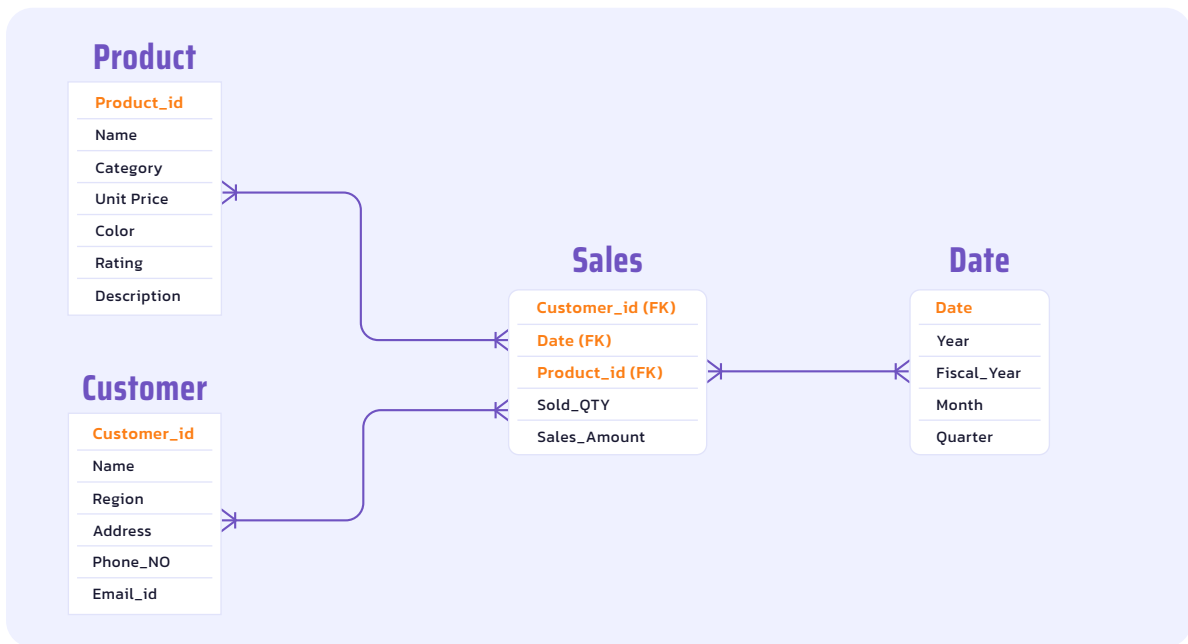 Product
Product_id
Name
Category
Unit Price
Color
Rating
Description
Customer
Customer_id
Name
Region
Address
Phone_NO
Email_id
Sales
Customer_id (FK)
Date (FK)
Product_id (FK)
Sold_QTY
Sales_Amount
Date
Date
Year
Fiscal_Year
Month
Quarter